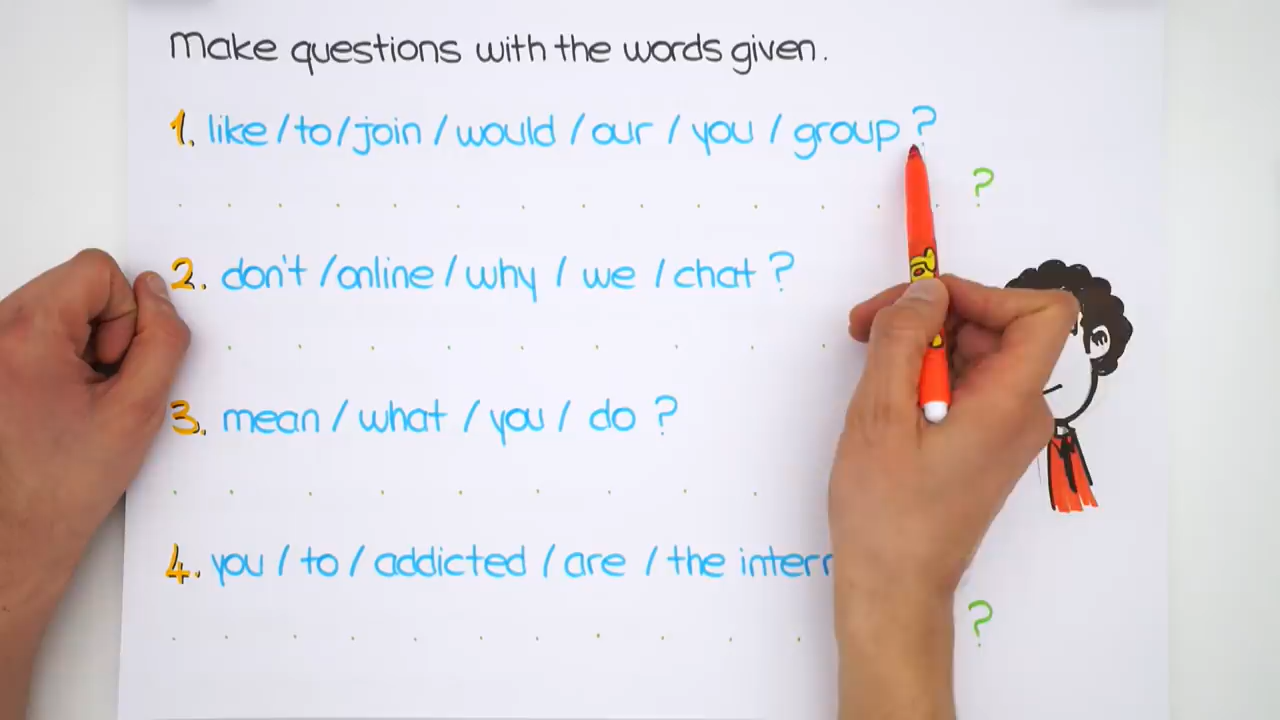 Make questions with the words given.
1. like / to / join / would / our / you / group ?
?
2. don't / online / why / we / chat ?
3. mean / what / you / do ?
4. you / to / addicted / are / the
?